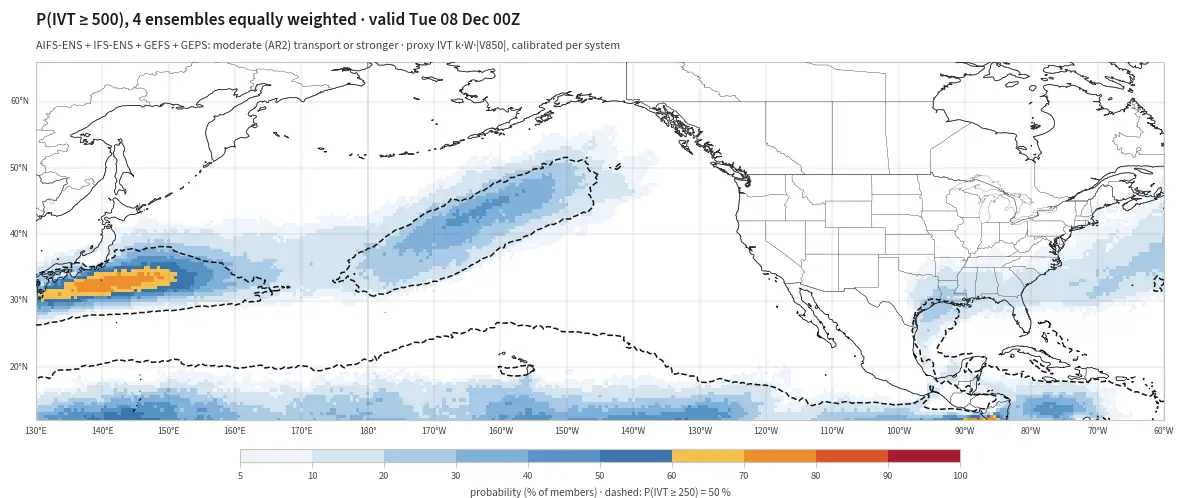 P(IVT ≥ 500), 4 ensembles equally weighted · valid Tue 08 Dec 00Z
AIFS-ENS + IFS-ENS + GEFS + GEPS: moderate (AR2) transport or stronger · proxy IVT k·W·|V850|, calibrated per system
60°N
50°N
40°N
30°N
20°N
130°E 140°E 150°E 160°E 170°E 180° 170°W 160°W 150°W 140°W 130°W 120°W 110°W 100°W 90°W 80°W 70°W 60°W
5 10 20 30 40 50 60 70 80 90 100
probability (% of members) · dashed: P(IVT ≥ 250) = 50 %